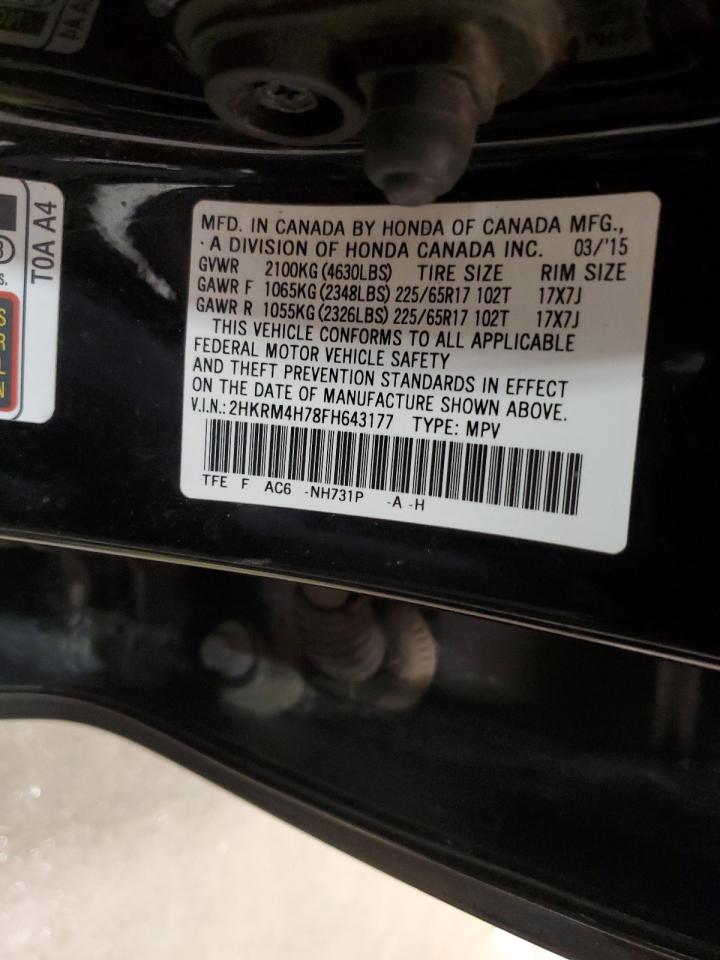 MFD. IN CANADA BY HONDA OF CANADA MFG.,
A DIVISION OF HONDA CANADA INC. 03/'15
GVWR 2100KG (4630LBS) TIRE SIZE RIM SIZE
GAWR F 1065KG (2348LBS) 225/65R17 102T 17X7J
GAWR R 1055KG (2326LBS) 225/65R17 102T 17X7J
THIS VEHICLE CONFORMS TO ALL APPLICABLE
FEDERAL MOTOR VEHICLE SAFETY
AND THEFT PREVENTION STANDARDS IN EFFECT
ON THE DATE OF MANUFACTURE SHOWN ABOVE.
V.I.N.: 2HKRM4H78FH643177 TYPE: MPV
TFE F AC6 -NH731P -A -H
T0A A4